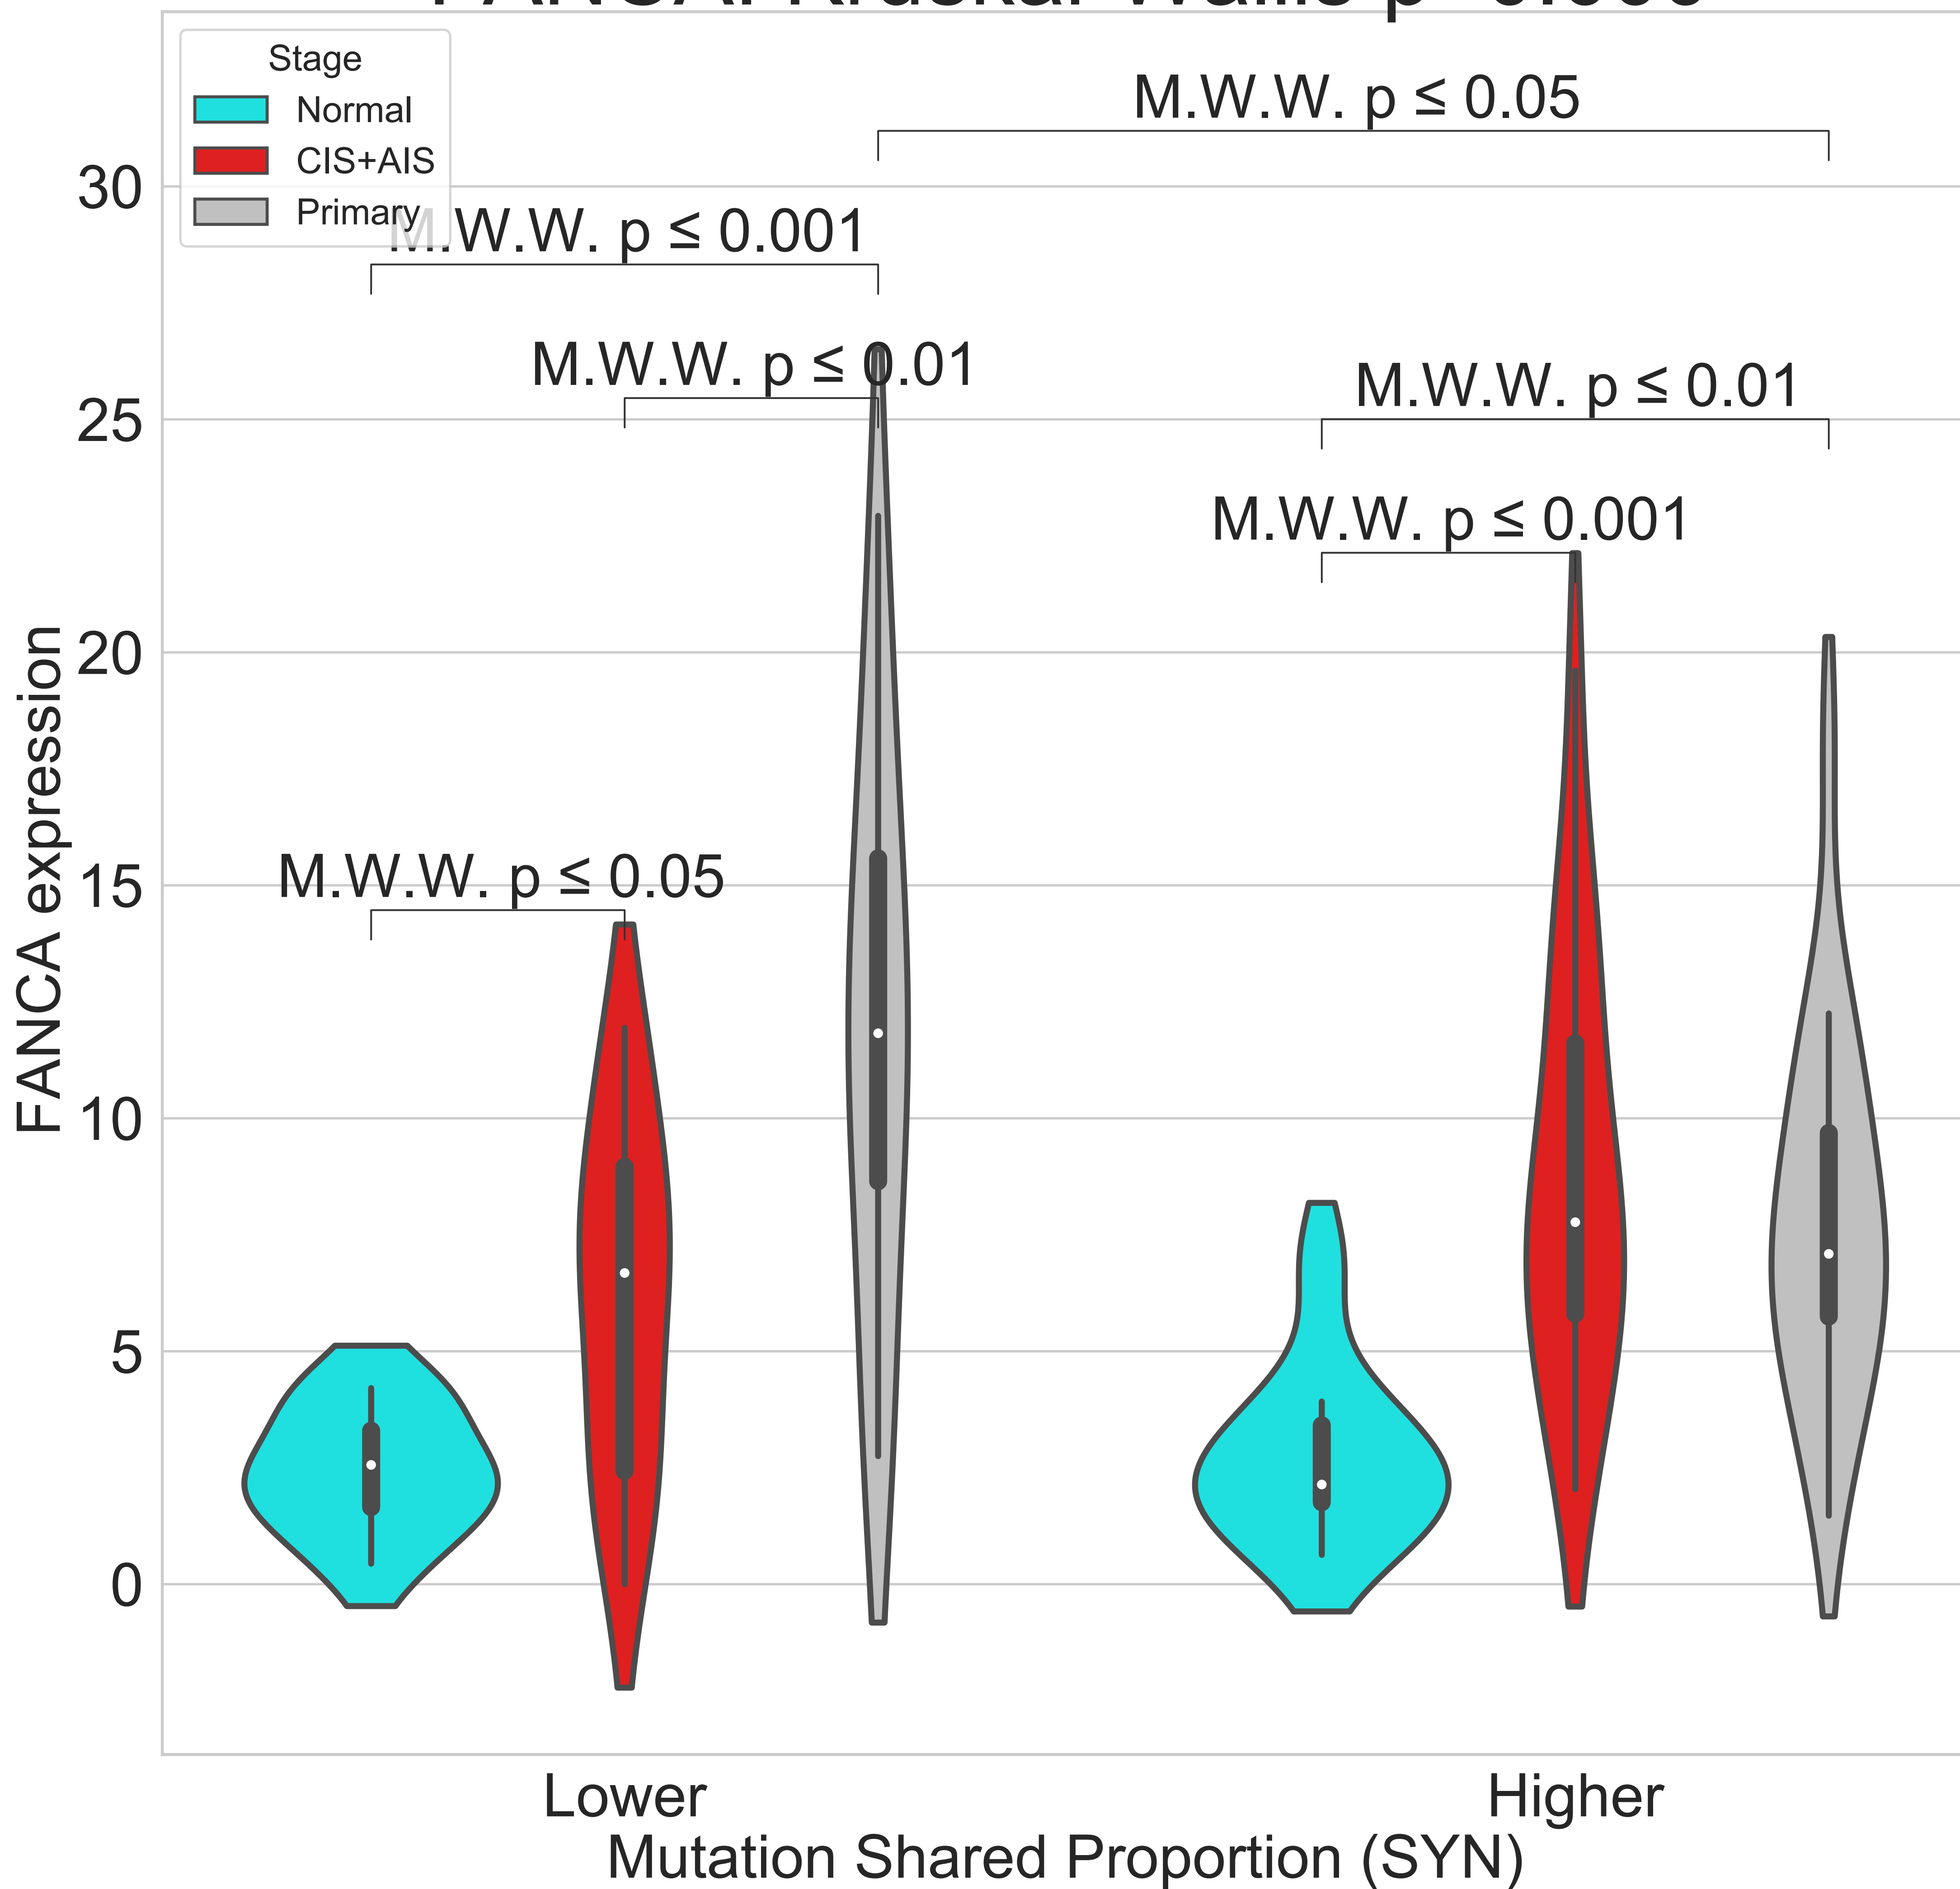 Stage
Normal
CIS+AIS
Primary
M.W.W. p ≤ 0.05
M.W.W. p ≤ 0.001
M.W.W. p ≤ 0.01
M.W.W. p ≤ 0.01
M.W.W. p ≤ 0.001
M.W.W. p ≤ 0.05
30
25
20
15
10
5
0
FANCA expression
Lower
Higher
Mutation Shared Proportion (SYN)